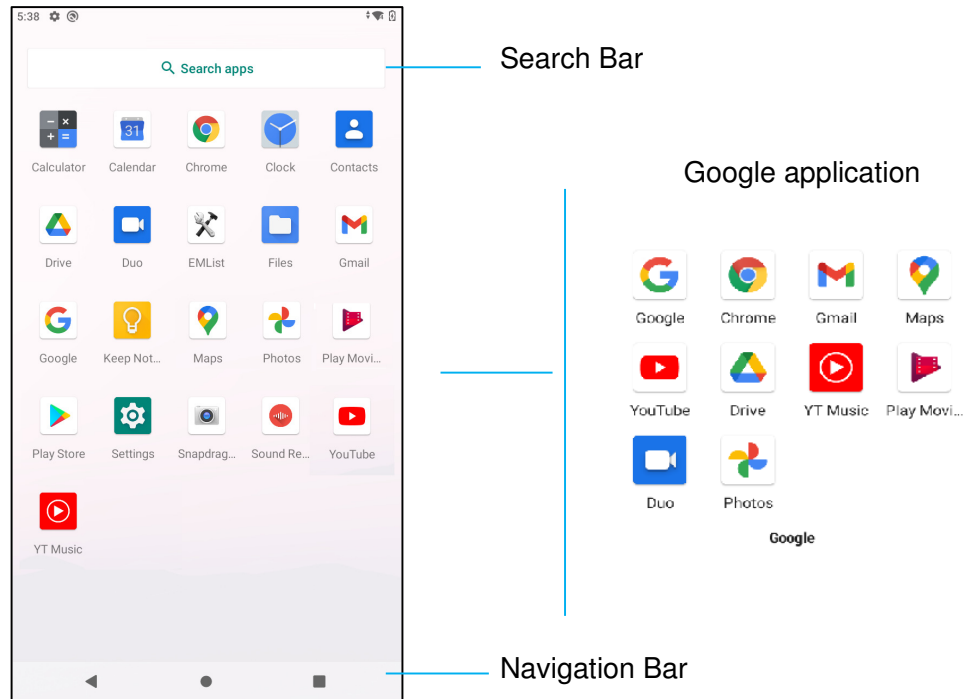 5:38
Search apps
Search Bar
31
Calculator Calendar Chrome Clock Contacts
Drive Duo EMList Files Gmail
Google Keep Not... Maps Photos Play Movi...
Play Store Settings Snapdrag... Sound Re... YouTube
YT Music
Google application
Google Chrome Gmail Maps
YouTube Drive YT Music Play Movi...
Duo Photos
Google
Navigation Bar